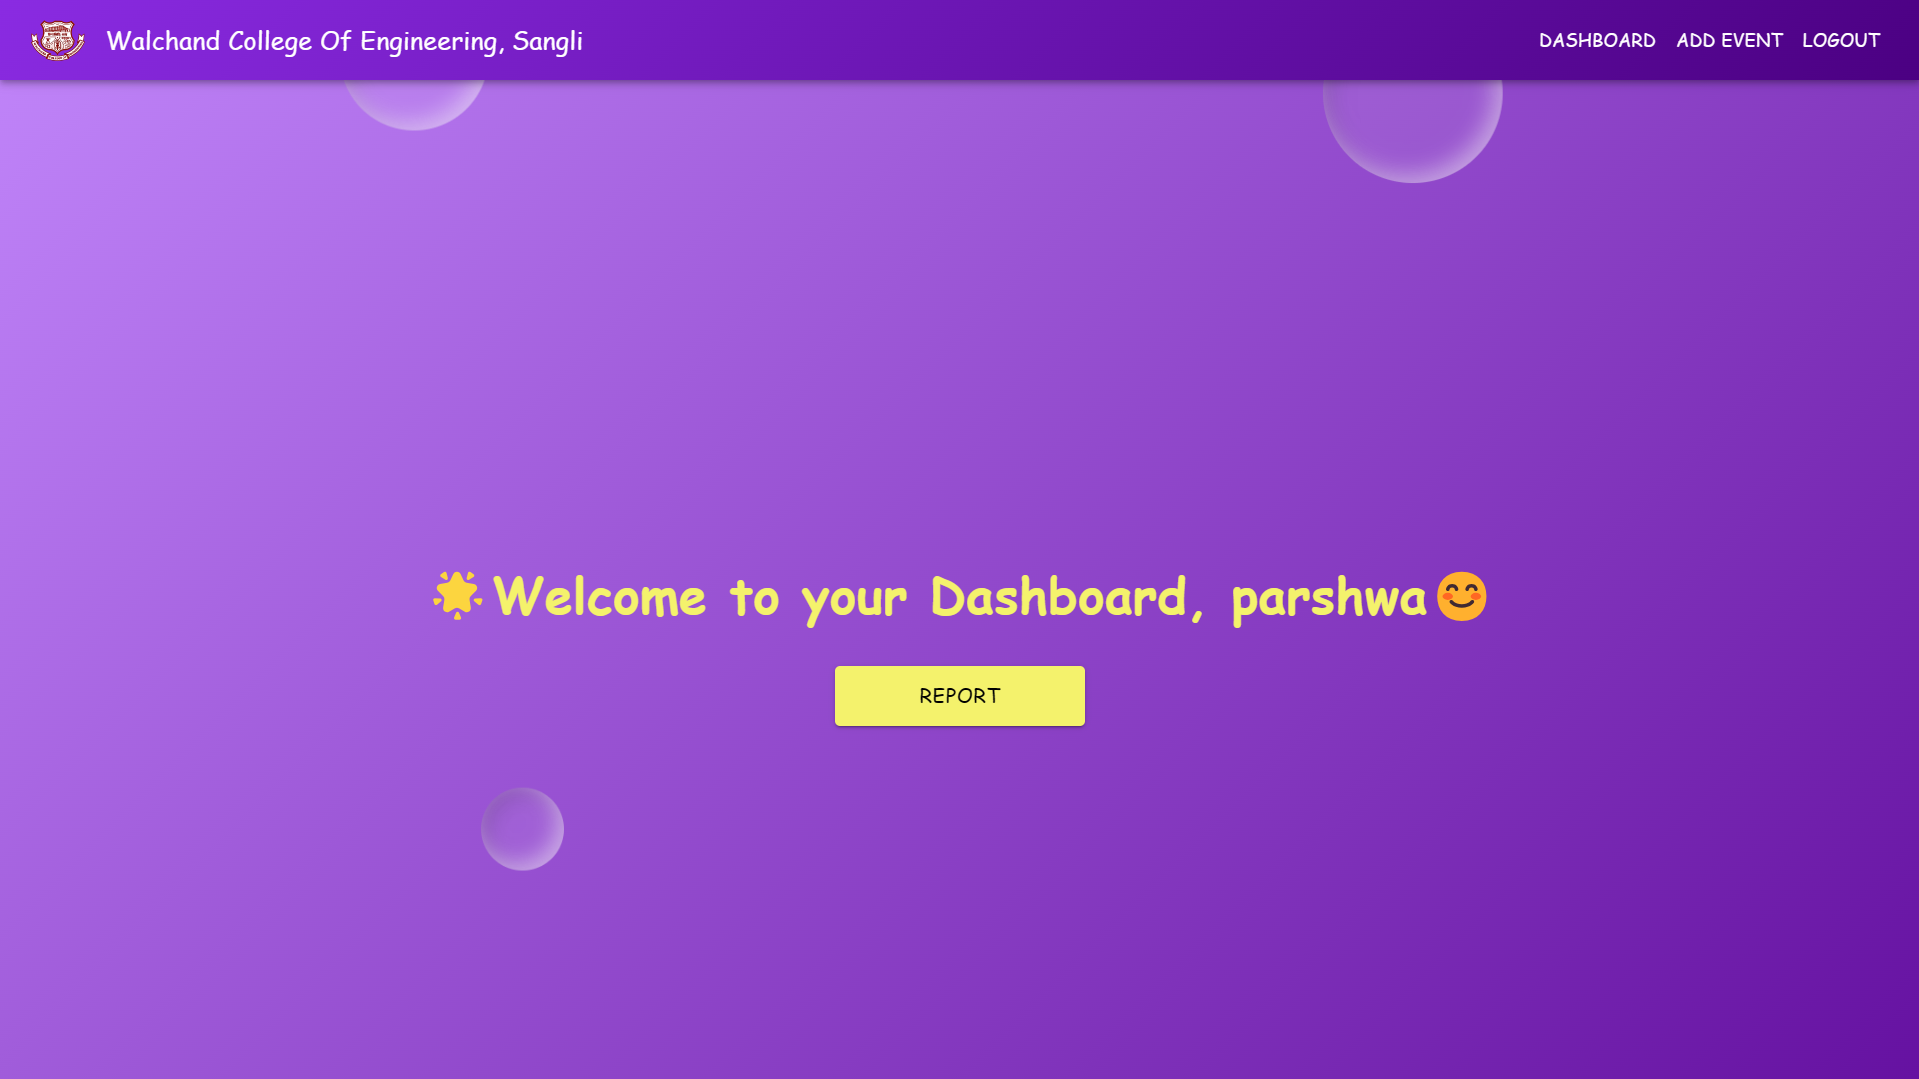 Walchand College Of Engineering, Sangli
DASHBOARD ADD EVENT LOGOUT
🌟Welcome to your Dashboard, parshwa😊
REPORT